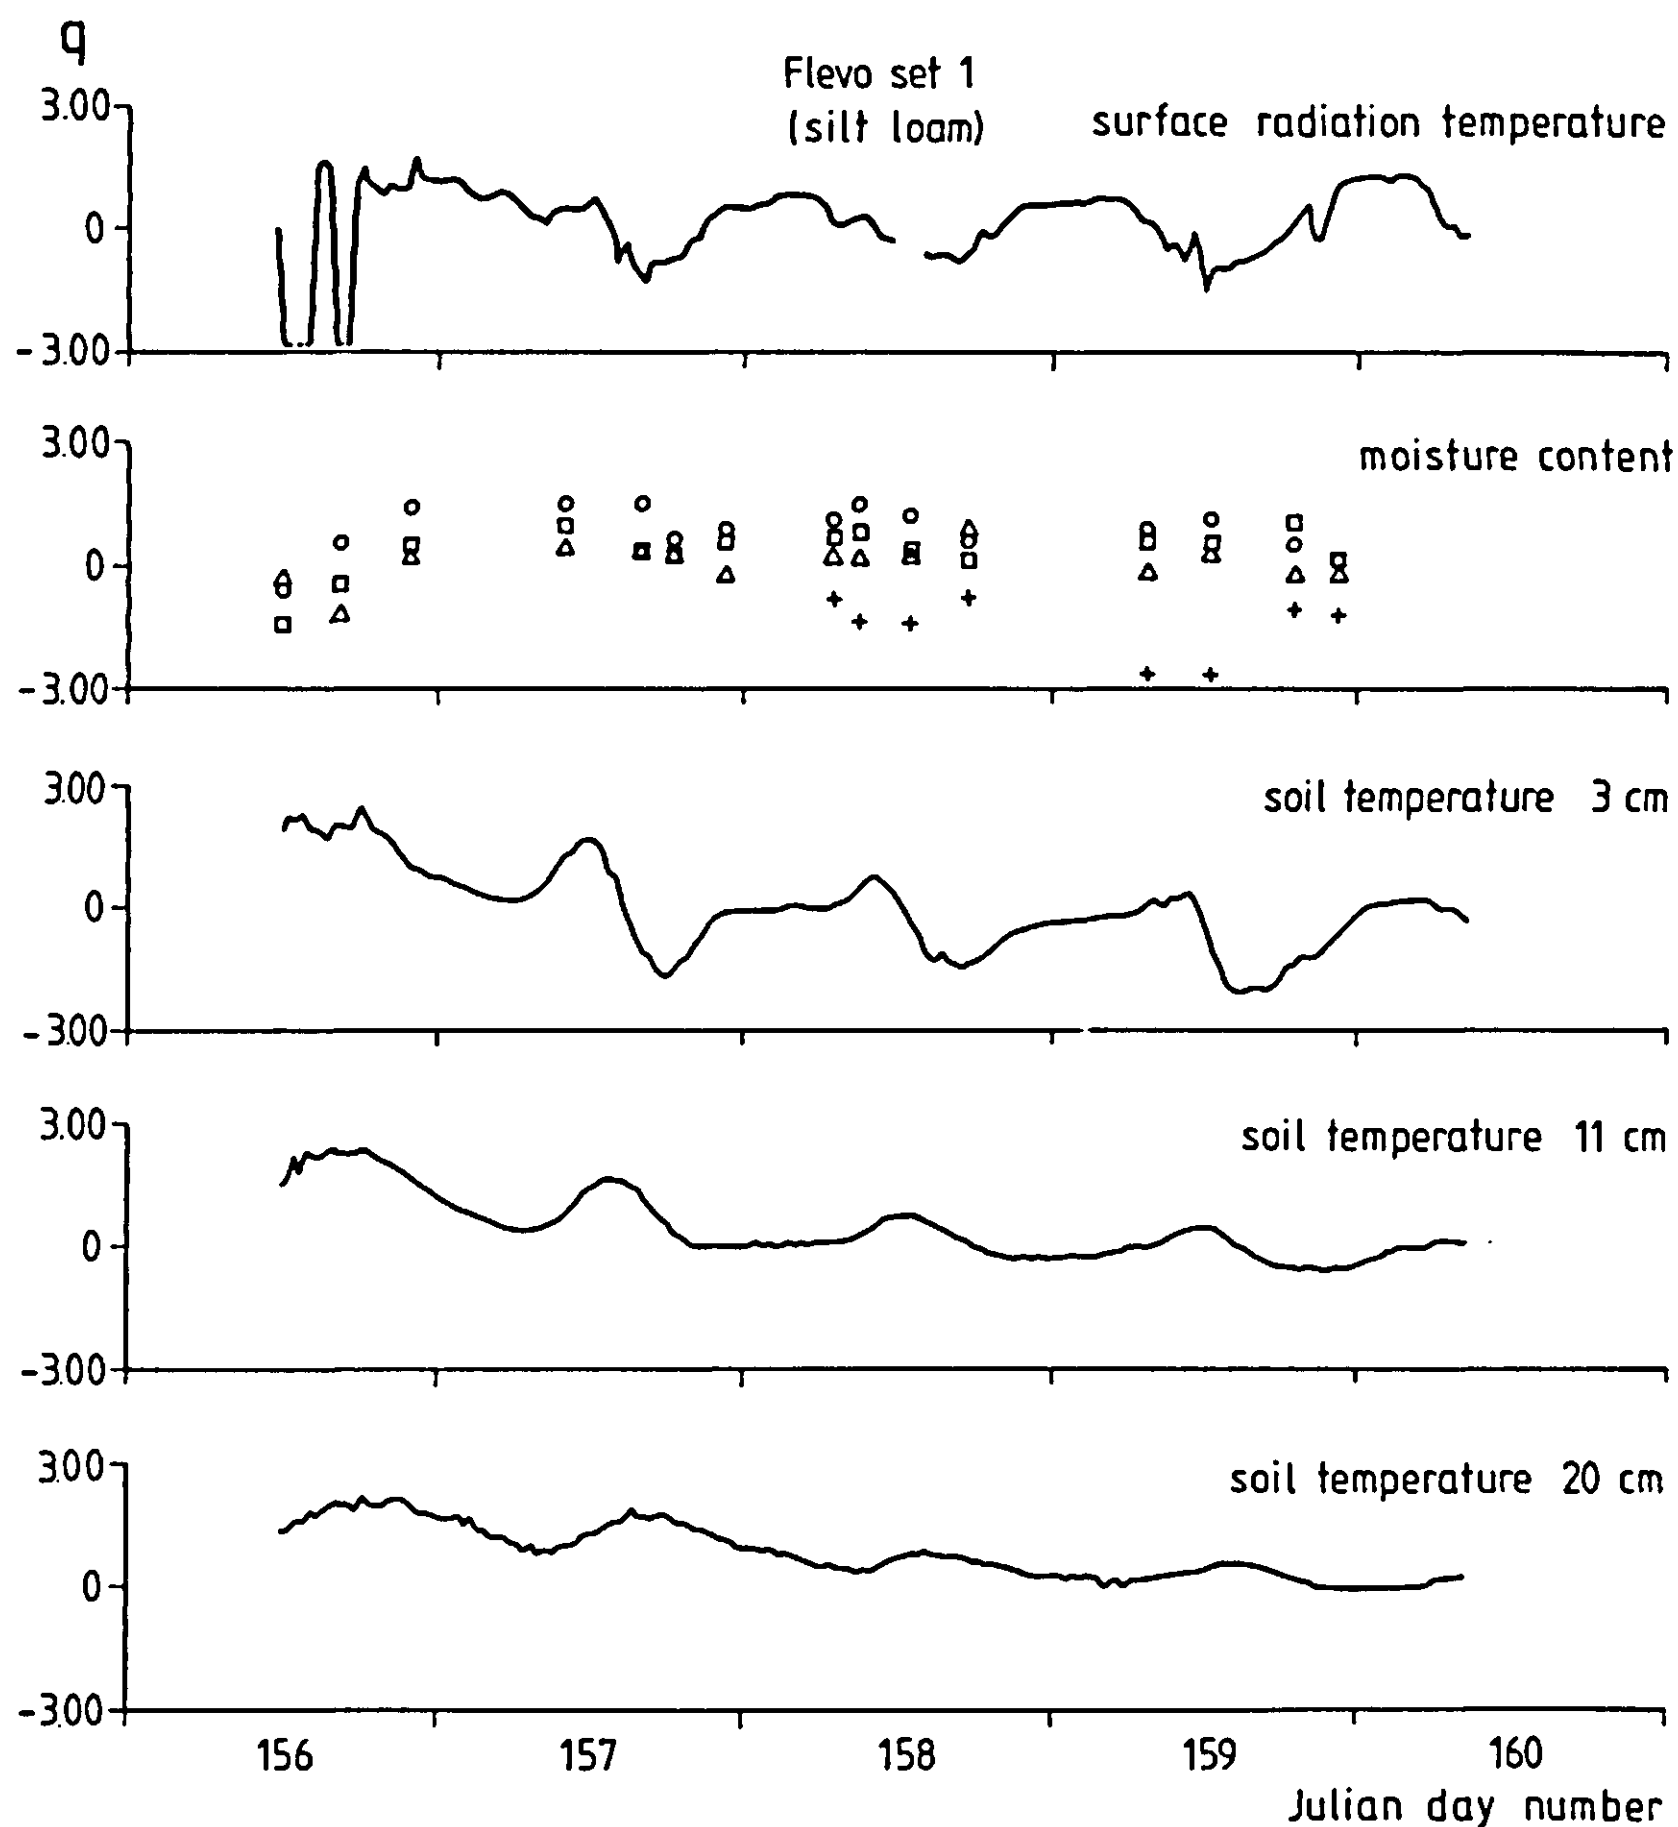 q
Flevo set 1
(silt loam)
surface radiation temperature
3.00
0
- 3.00
moisture content
3.00
0
-3.00
soil temperature 3 cm
3.00
0
- 3.00
soil temperature 11 cm
3.00
0
-3.00
soil temperature 20 cm
3.00
0
-3.00
156 157 158 159 160
Julian day number